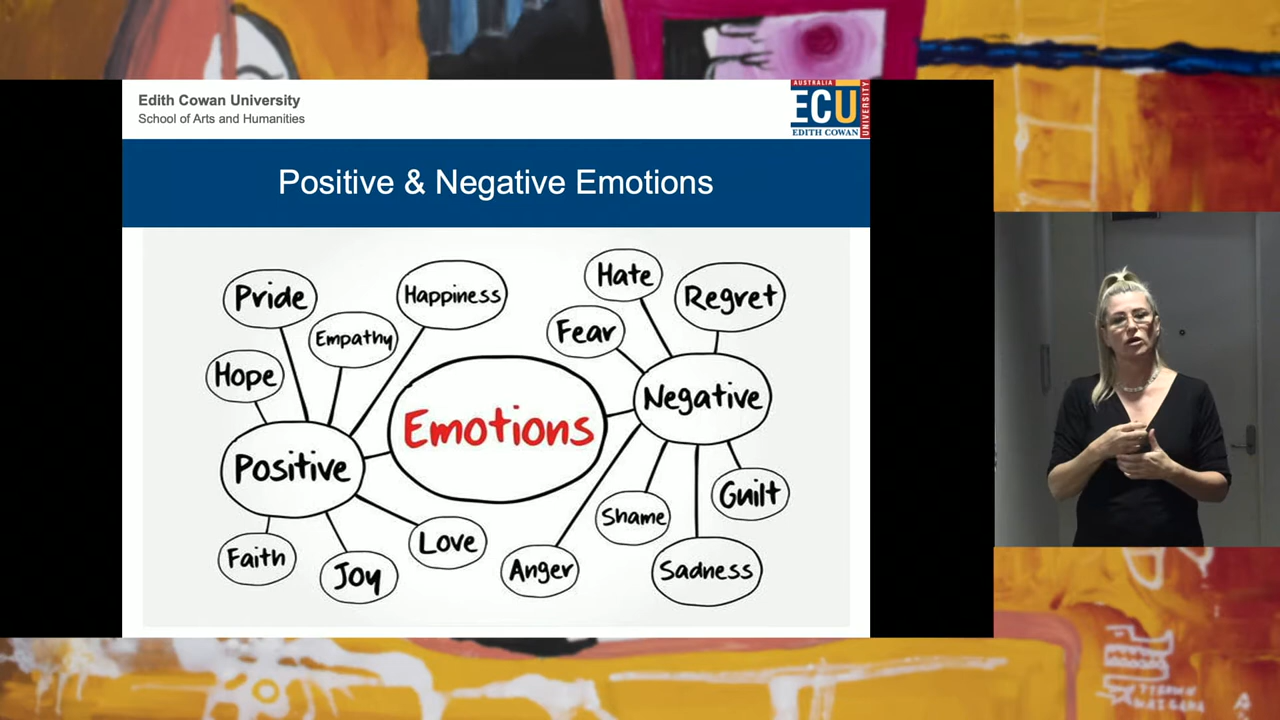 Edith Cowan University
School of Arts and Humanities
AUSTRALIA
ECU
UNIVERSITY
EDITH COWAN
Positive & Negative Emotions
Pride
Happiness
Empathy
Hope
Positive
Faith
Joy
Love
Emotions
Hate
Regret
Fear
Negative
Guilt
Shame
Anger
Sadness